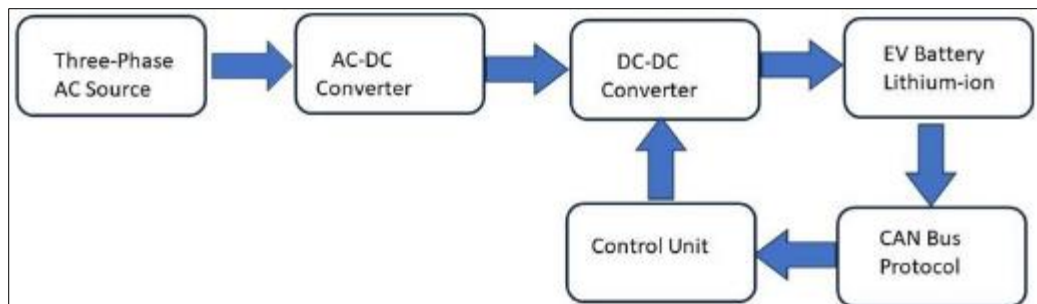 Three-Phase
AC Source
AC-DC
Converter
DC-DC
Converter
EV Battery
Lithium-ion
Control Unit
CAN Bus
Protocol